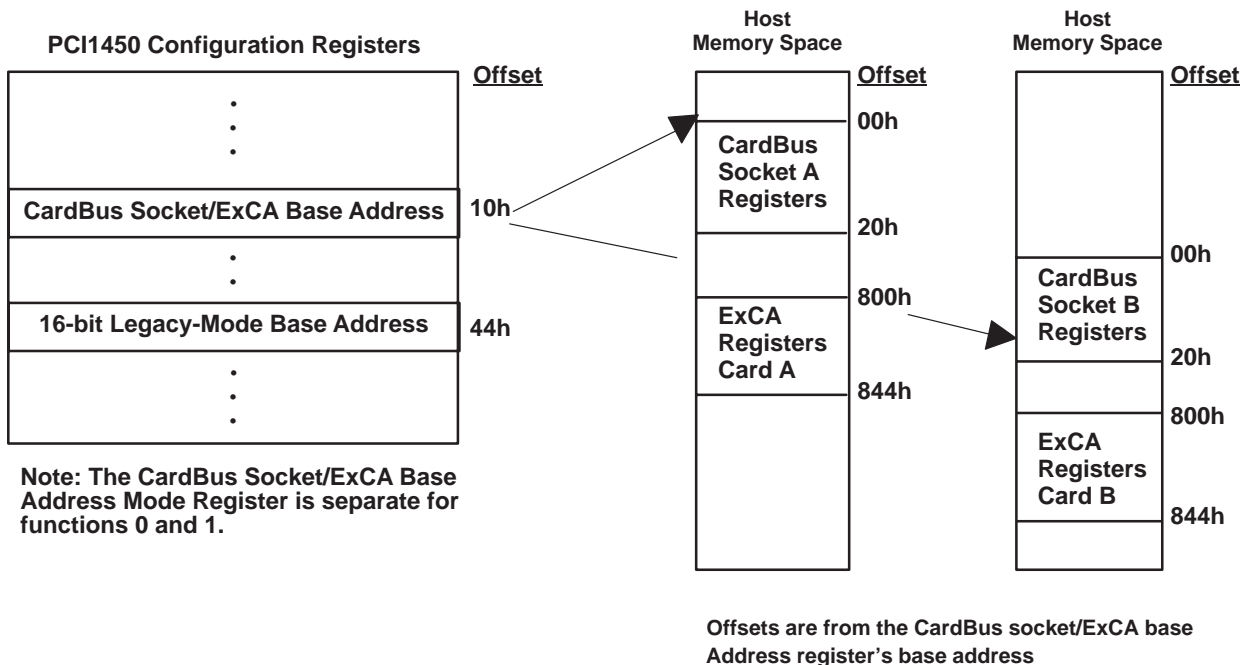 PCI1450 Configuration Registers
Offset
CardBus Socket/ExCA Base Address
10h
16-bit Legacy-Mode Base Address
44h
Note: The CardBus Socket/ExCA Base
Address Mode Register is separate for
functions 0 and 1.
Host
Memory Space
Offset
00h
CardBus
Socket A
Registers
20h
800h
ExCA
Registers
Card A
844h
Host
Memory Space
Offset
00h
CardBus
Socket B
Registers
20h
800h
ExCA
Registers
Card B
844h
Offsets are from the CardBus socket/ExCA base
Address register's base address